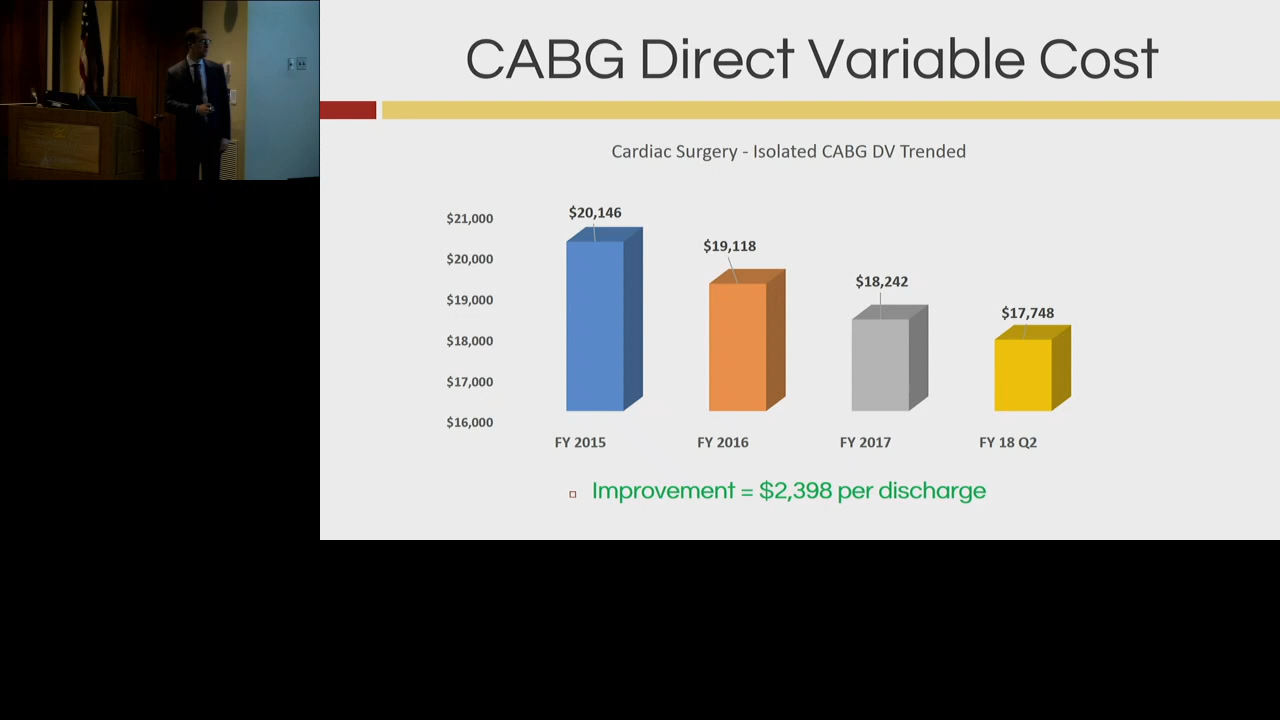 CABG Direct Variable Cost
Cardiac Surgery - Isolated CABG DV Trended
$21,000
$20,000
$19,000
$18,000
$17,000
$16,000
$20,146
$19,118
$18,242
$17,748
FY 2015
FY 2016
FY 2017
FY 18 Q2
Improvement = $2,398 per discharge